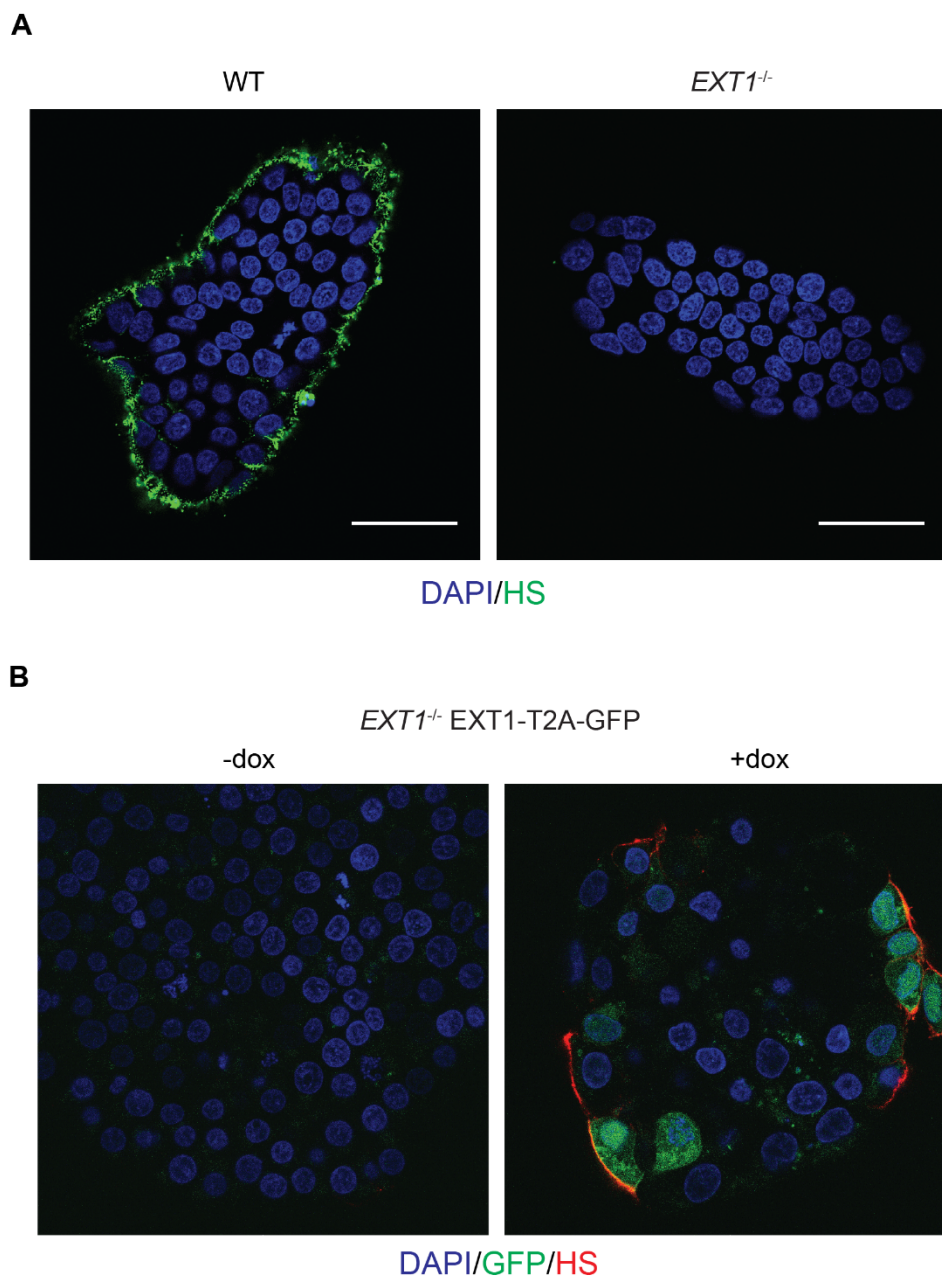 A
WT EXT1-/-
DAPI/HS
B
EXT1-/- EXT1-T2A-GFP
-dox +dox
DAPI/GFP/HS